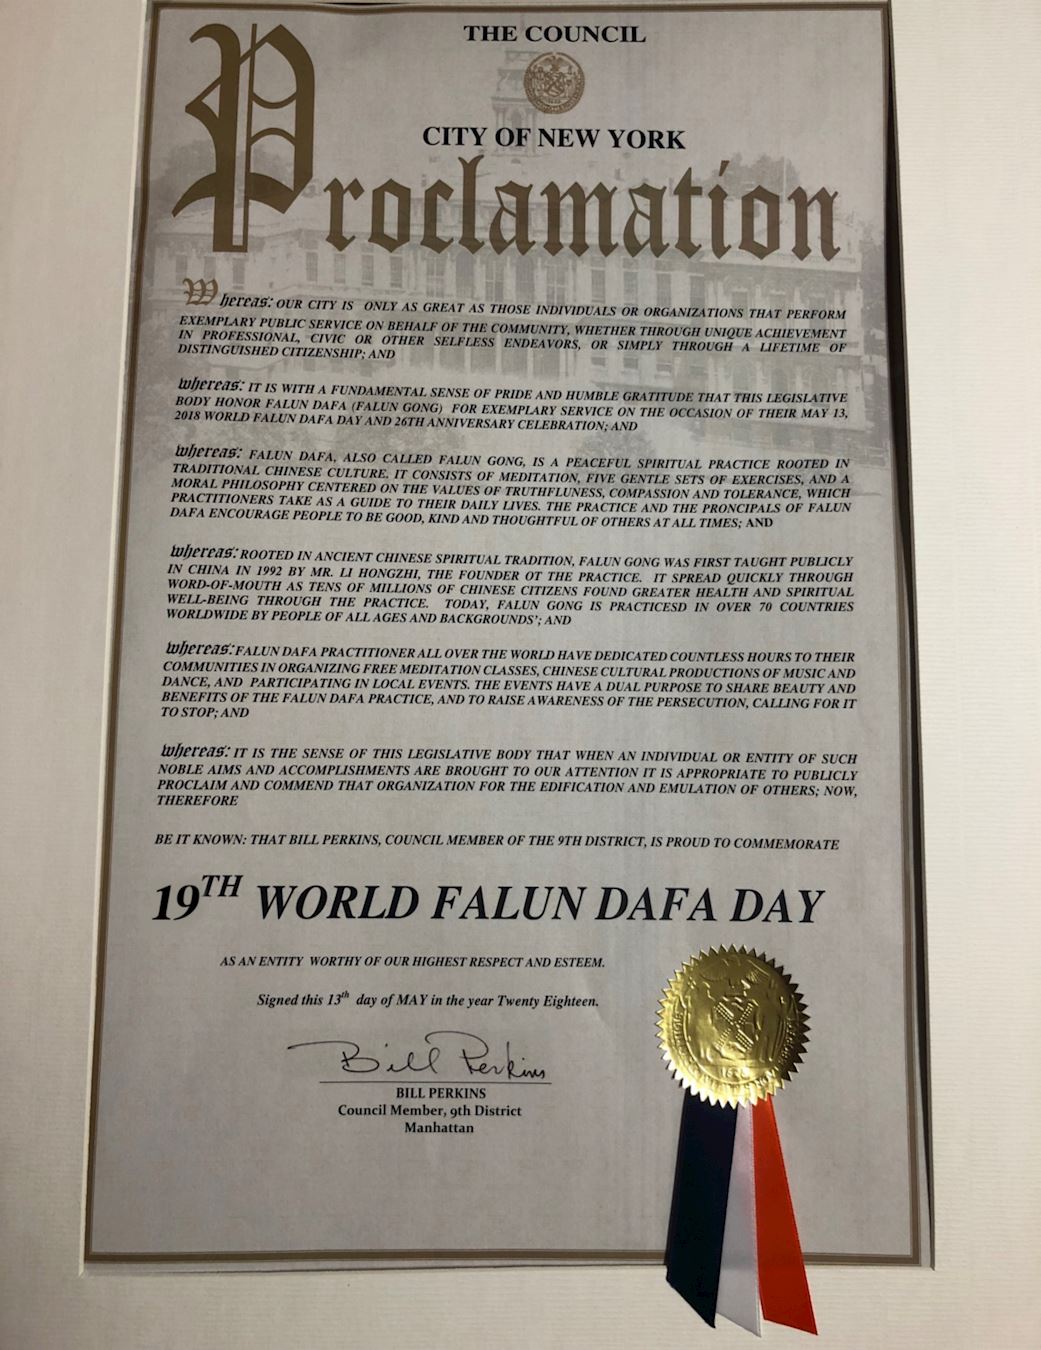 THE COUNCIL
CITY OF NEW YORK
Proclamation
Whereas: OUR CITY IS ONLY AS GREAT AS THOSE INDIVIDUALS OR ORGANIZATIONS THAT PERFORM
EXEMPLARY PUBLIC SERVICE ON BEHALF OF THE COMMUNITY, WHETHER THROUGH UNIQUE ACHIEVEMENT
IN PROFESSIONAL, CIVIC OR OTHER SELFLESS ENDEAVORS, OR SIMPLY THROUGH A LIFETIME OF
DISTINGUISHED CITIZENSHIP; AND
Whereas: IT IS WITH A FUNDAMENTAL SENSE OF PRIDE AND HUMBLE GRATITUDE THAT THIS LEGISLATIVE
BODY HONOR FALUN DAFA (FALUN GONG) FOR EXEMPLARY SERVICE ON THE OCCASION OF THEIR MAY 13,
2018 WORLD FALUN DAFA DAY AND 26TH ANNIVERSARY CELEBRATION; AND
Whereas: FALUN DAFA, ALSO CALLED FALUN GONG, IS A PEACEFUL SPIRITUAL PRACTICE ROOTED IN
TRADITIONAL CHINESE CULTURE. IT CONSISTS OF MEDITATION, FIVE GENTLE SETS OF EXERCISES, AND A
MORAL PHILOSOPHY CENTERED ON THE VALUES OF TRUTHFLUNESS, COMPASSION AND TOLERANCE, WHICH
PRACTITIONERS TAKE AS A GUIDE TO THEIR DAILY LIVES. THE PRACTICE AND THE PRONCIPALS OF FALUN
DAFA ENCOURAGE PEOPLE TO BE GOOD, KIND AND THOUGHTFUL OF OTHERS AT ALL TIMES; AND
Whereas: ROOTED IN ANCIENT CHINESE SPIRITUAL TRADITION, FALUN GONG WAS FIRST TAUGHT PUBLICLY
IN CHINA IN 1992 BY MR. LI HONGZHI, THE FOUNDER OT THE PRACTICE. IT SPREAD QUICKLY THROUGH
WORD-OF-MOUTH AS TENS OF MILLIONS OF CHINESE CITIZENS FOUND GREATER HEALTH AND SPIRITUAL
WELL-BEING THROUGH THE PRACTICE. TODAY, FALUN GONG IS PRACTICESD IN OVER 70 COUNTRIES
WORLDWIDE BY PEOPLE OF ALL AGES AND BACKGROUNDS'; AND
Whereas: FALUN DAFA PRACTITIONER ALL OVER THE WORLD HAVE DEDICATED COUNTLESS HOURS TO THEIR
COMMUNITIES IN ORGANIZING FREE MEDITATION CLASSES, CHINESE CULTURAL PRODUCTIONS OF MUSIC AND
DANCE, AND PARTICIPATING IN LOCAL EVENTS. THE EVENTS HAVE A DUAL PURPOSE TO SHARE BEAUTY AND
BENEFITS OF THE FALUN DAFA PRACTICE, AND TO RAISE AWARENESS OF THE PERSECUTION, CALLING FOR IT
TO STOP; AND
Whereas: IT IS THE SENSE OF THIS LEGISLATIVE BODY THAT WHEN AN INDIVIDUAL OR ENTITY OF SUCH
NOBLE AIMS AND ACCOMPLISHMENTS ARE BROUGHT TO OUR ATTENTION IT IS APPROPRIATE TO PUBLICLY
PROCLAIM AND COMMEND THAT ORGANIZATION FOR THE EDIFICATION AND EMULATION OF OTHERS; NOW,
THEREFORE
BE IT KNOWN: THAT BILL PERKINS, COUNCIL MEMBER OF THE 9TH DISTRICT, IS PROUD TO COMMEMORATE
19TH WORLD FALUN DAFA DAY
AS AN ENTITY WORTHY OF OUR HIGHEST RESPECT AND ESTEEM.
Signed this 13th day of MAY in the year Twenty Eighteen.
Bill Perkins
BILL PERKINS
Council Member, 9th District
Manhattan